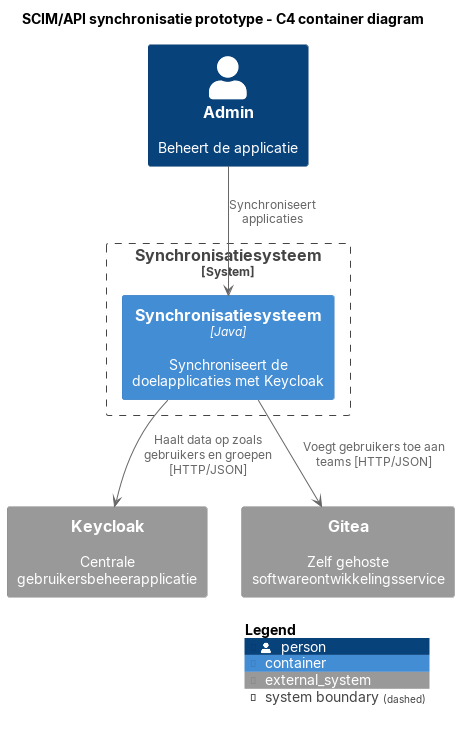 SCIM/API synchronisatie prototype - C4 container diagram
Admin
Beheert de applicatie
Synchroniseert
applicaties
Synchronisatiesysteem
[System]
Synchronisatiesysteem
[Java]
Synchroniseert de
doelapplicaties met Keycloak
Haalt data op zoals
gebruikers en groepen
[HTTP/JSON]
Voegt gebruikers toe aan
teams [HTTP/JSON]
Keycloak
Centrale
gebruikersbeheerapplicatie
Gitea
Zelf gehoste
softwareontwikkelingsservice
Legend
person
container
external_system
system boundary (dashed)